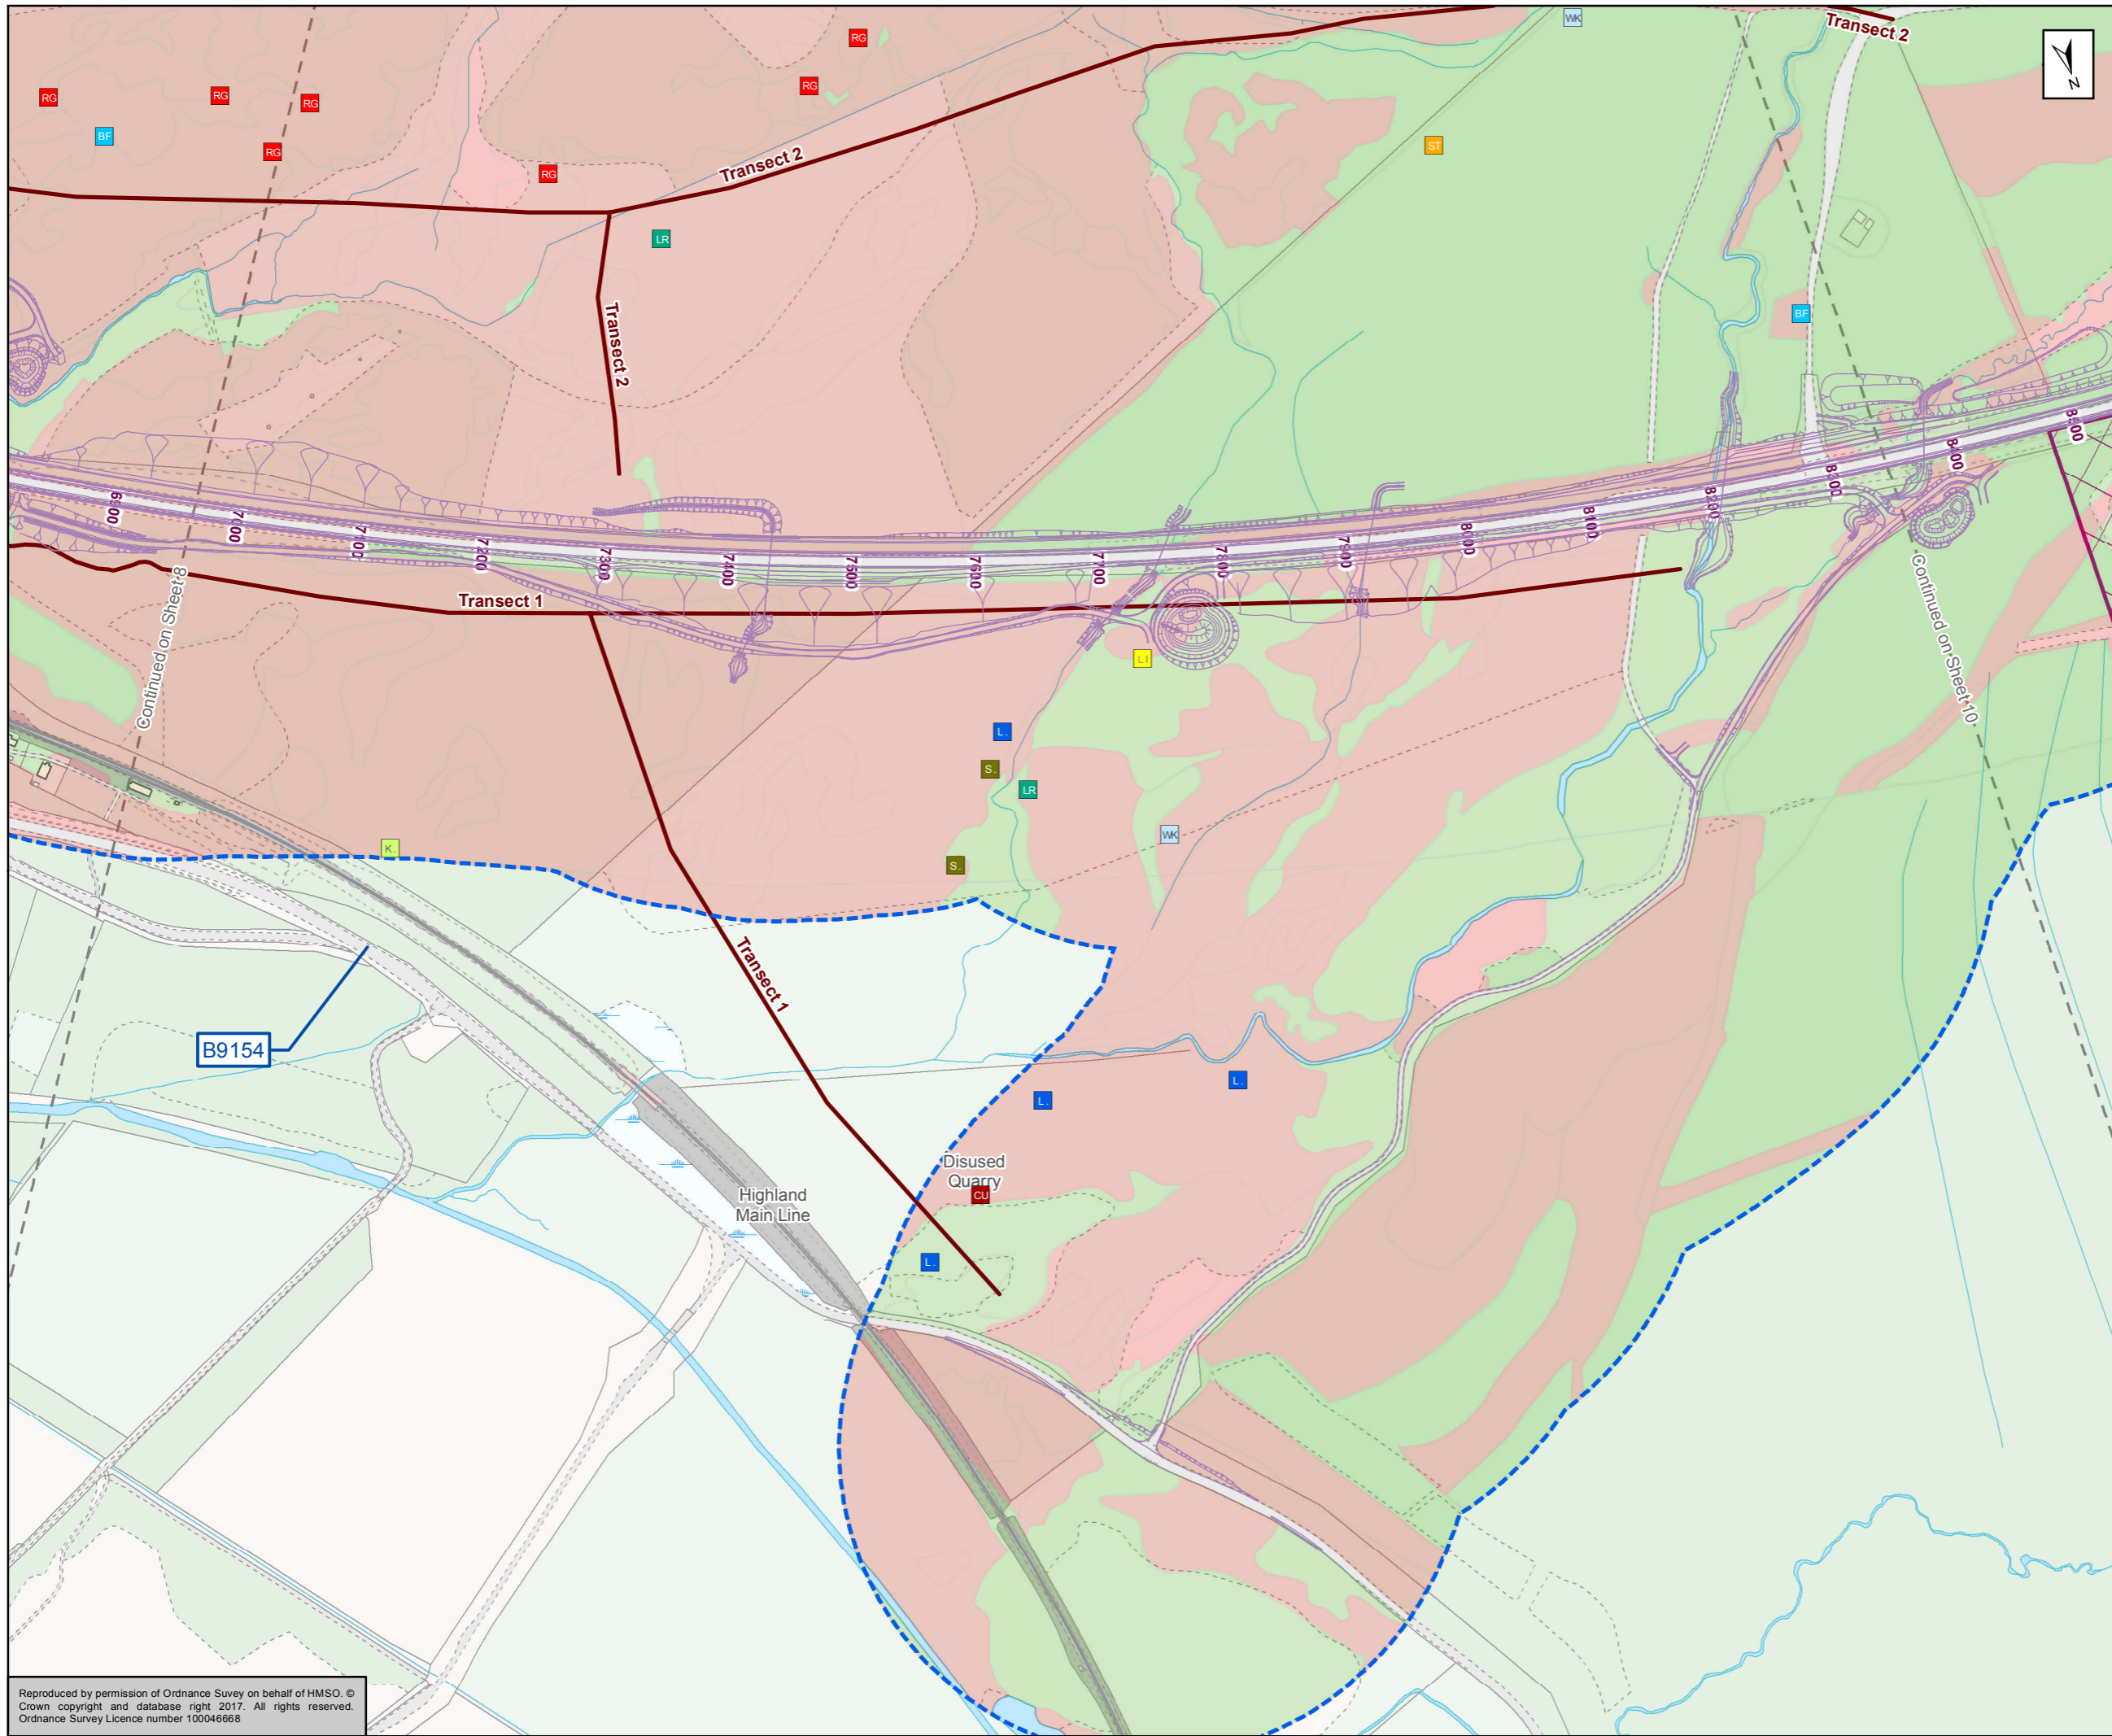 WK
Transect 2
RG
RG
RG
RG
RG
BF
RG
ST
N
Transect 2
RG
LR
Transect 2
BF
6900
7000
7100
7200
7300
7400
7500
7600
7700
7800
7900
8000
8100
8200
8300
8400
8500
Continued on Sheet 8
Transect 1
Continued on Sheet 10
LI
L.
S.
LR
WK
K.
S.
Transect 1
B9154
L.
L.
Disused
Quarry
CU
Highland
Main Line
L.
Reproduced by permission of Ordnance Suvey on behalf of HMSO. ©
Crown copyright and database right 2017. All rights reserved.
Ordnance Survey Licence number 100046668